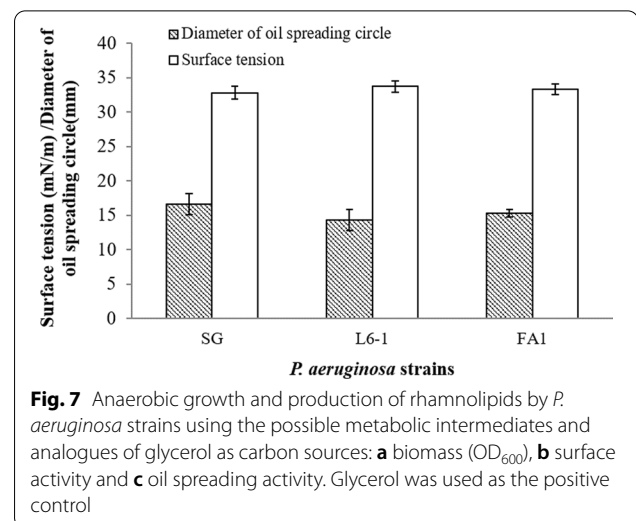 Diameter of oil spreading circle
Surface tension
Surface tension (mN/m) /Diameter of
oil spreading circle(mm)
40
35
30
25
20
15
10
5
0
SG
L6-1
FA1
P. aeruginosa strains
Fig. 7 Anaerobic growth and production of rhamnolipids by P.
aeruginosa strains using the possible metabolic intermediates and
analogues of glycerol as carbon sources: a biomass (OD600), b surface
activity and c oil spreading activity. Glycerol was used as the positive
control